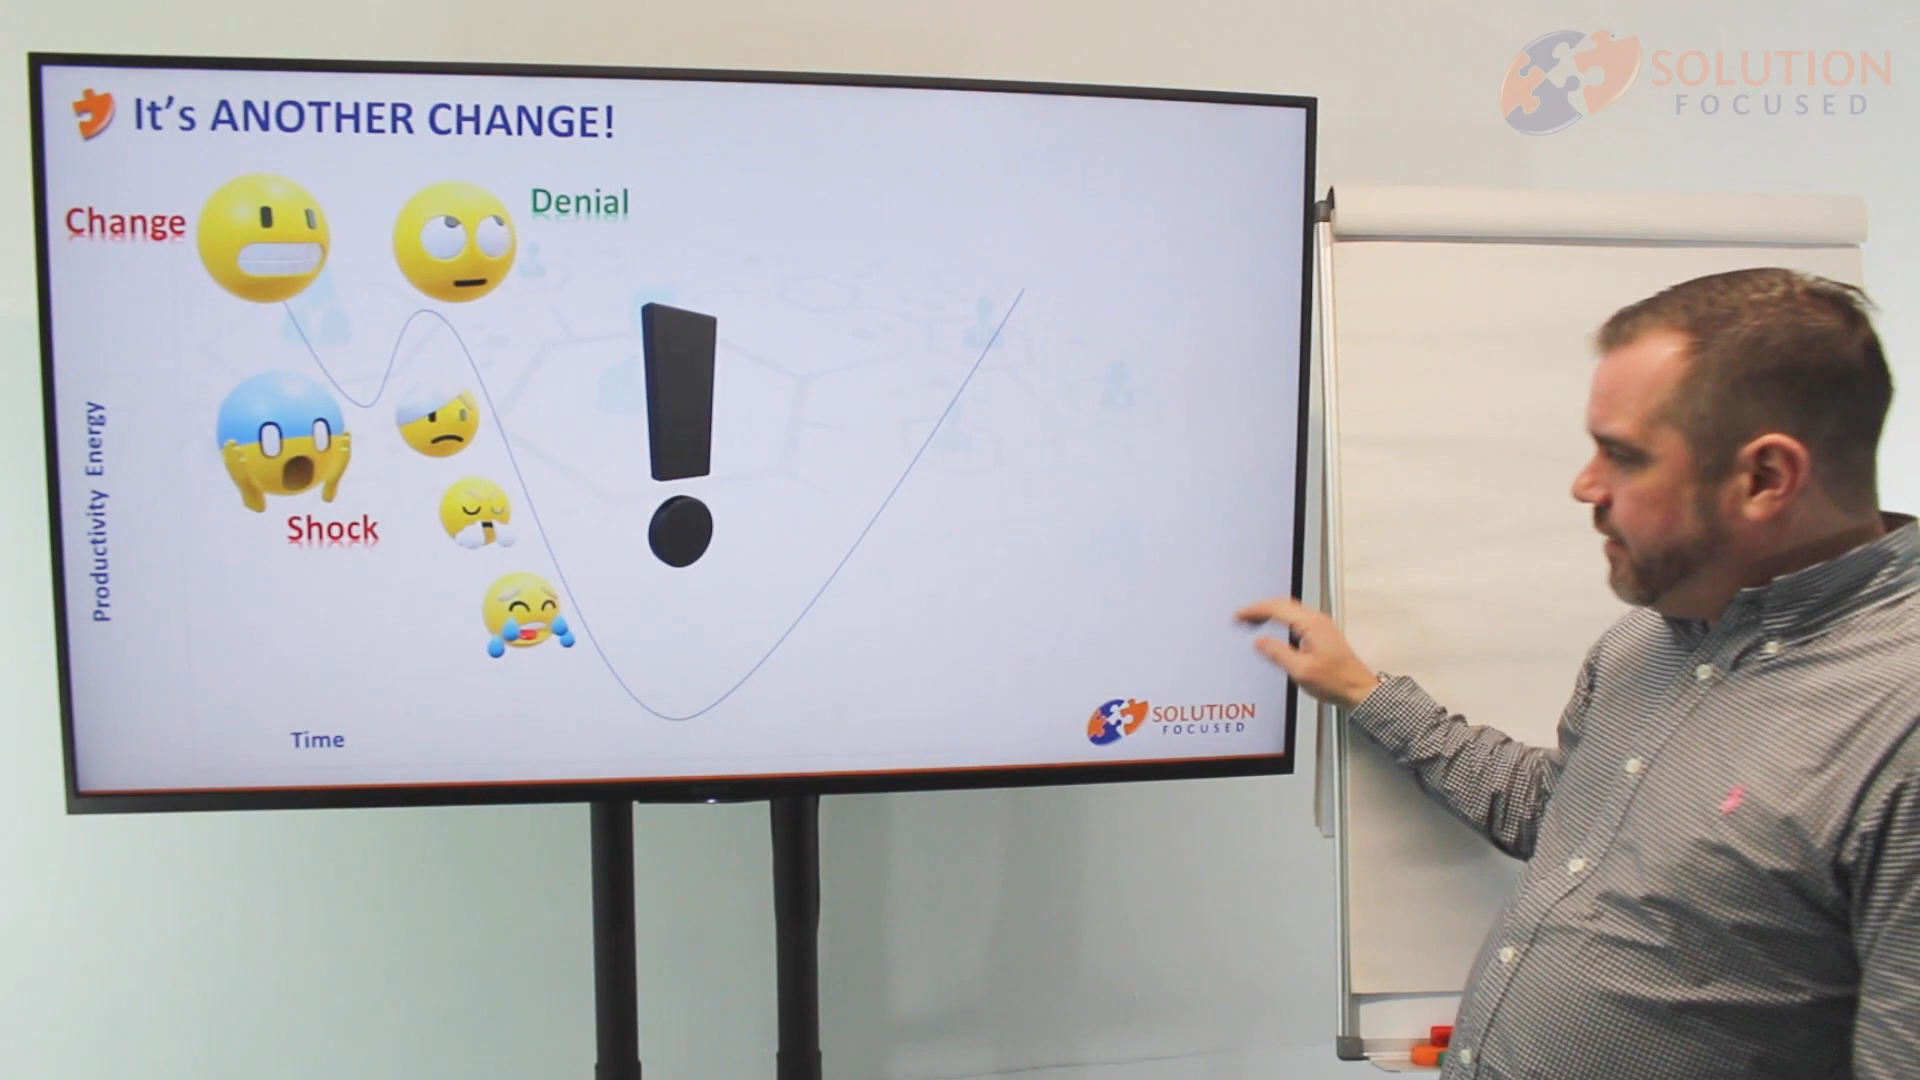 SOLUTION
FOCUSED
It's ANOTHER CHANGE!
Change
Denial
Shock
Productivity Energy
Time
SOLUTION
FOCUSED